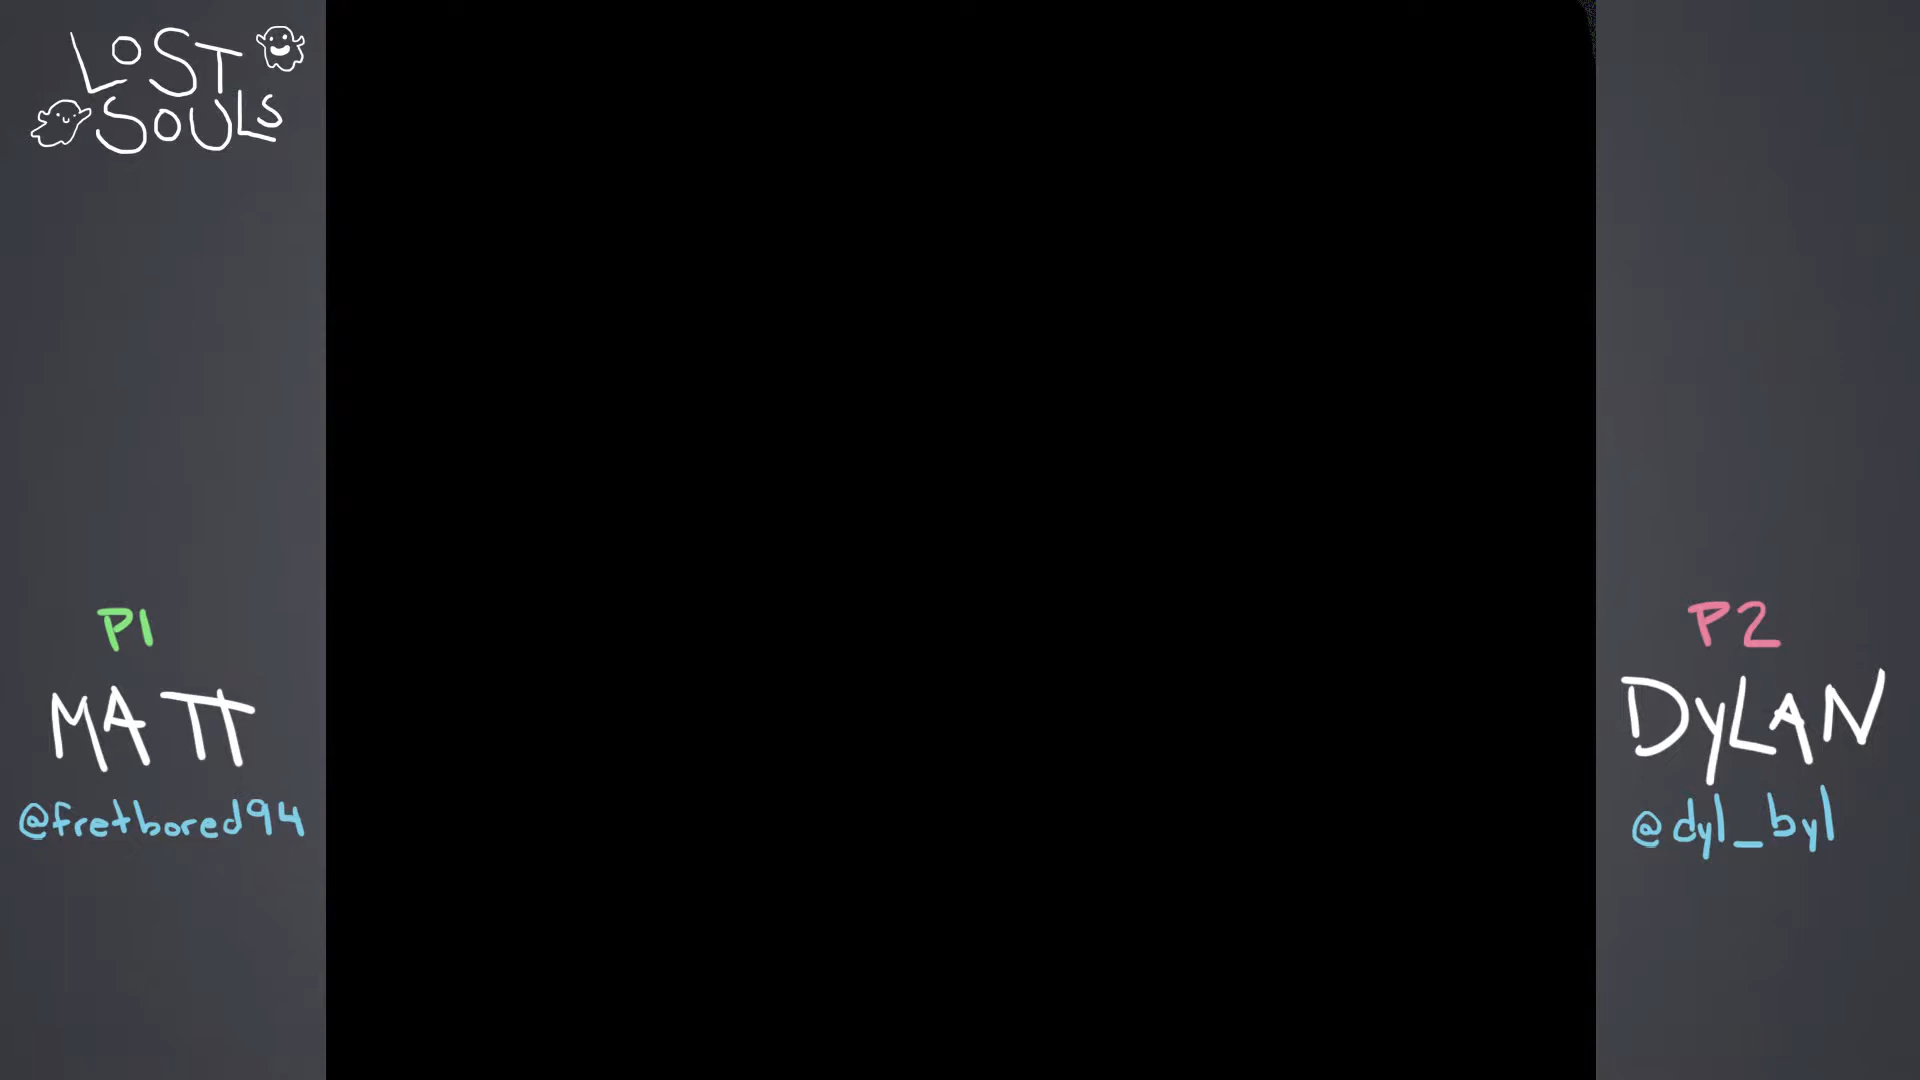 LOST
SOULS
P1
MATT
@fretbored94
P2
DYLAN
@dyl_byl